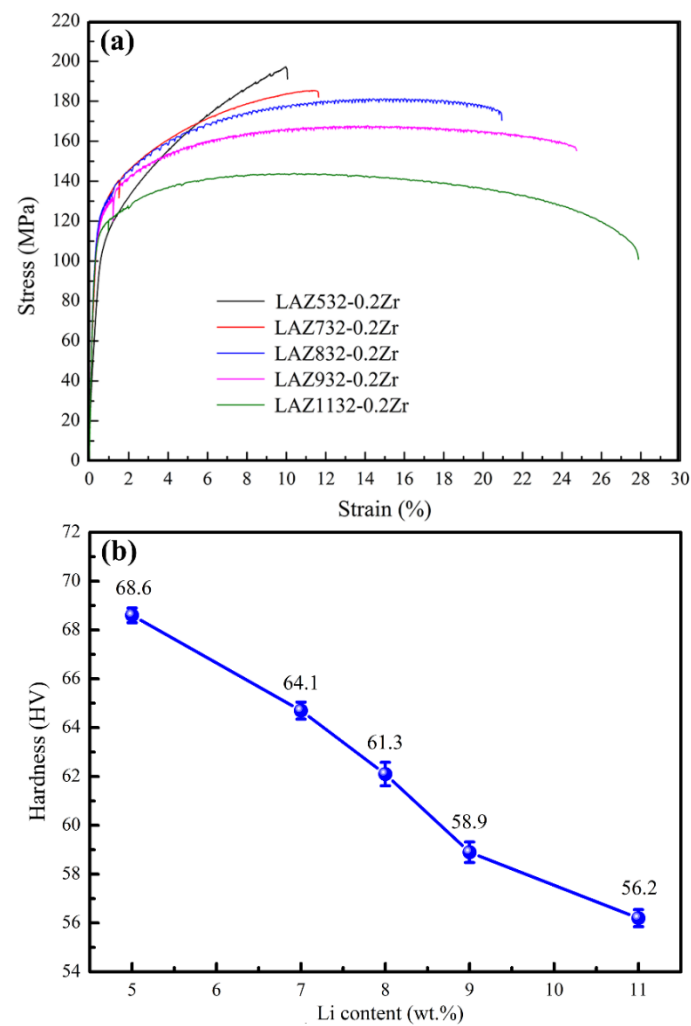 (a)
220
200
180
160
140
120
100
80
60
40
20
0
Stress (MPa)
LAZ532-0.2Zr
LAZ732-0.2Zr
LAZ832-0.2Zr
LAZ932-0.2Zr
LAZ1132-0.2Zr
0 2 4 6 8 10 12 14 16 18 20 22 24 26 28 30
Strain (%)
(b)
72
70
68
66
64
62
60
58
56
54
Hardness (HV)
68.6
64.1
61.3
58.9
56.2
5 6 7 8 9 10 11
Li content (wt.%)